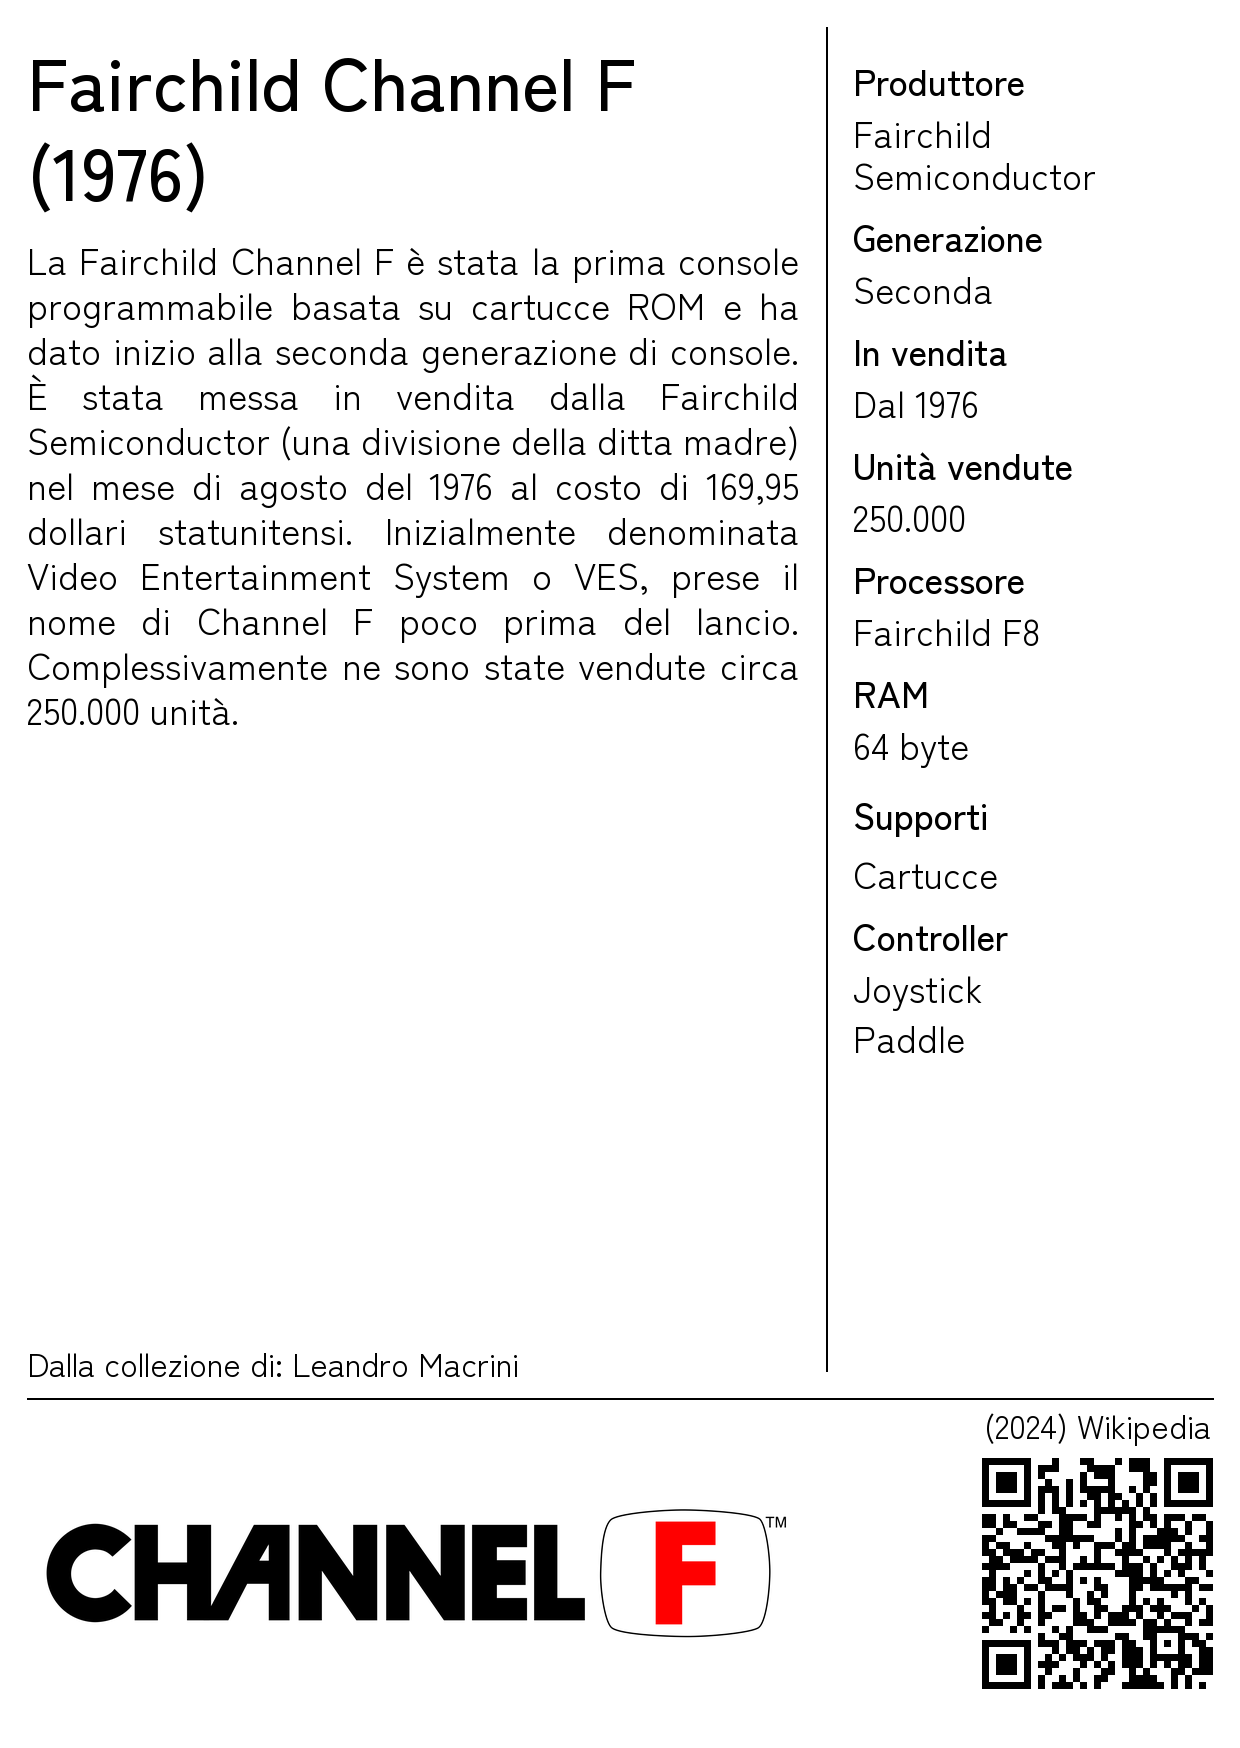 Fairchild Channel F
(1976)
La Fairchild Channel F è stata la prima console
programmabile basata su cartucce ROM e ha
dato inizio alla seconda generazione di console.
È stata messa in vendita dalla Fairchild
Semiconductor (una divisione della ditta madre)
nel mese di agosto del 1976 al costo di 169,95
dollari statunitensi. Inizialmente denominata
Video Entertainment System o VES, prese il
nome di Channel F poco prima del lancio.
Complessivamente ne sono state vendute circa
250.000 unità.
Dalla collezione di: Leandro Macrini
Produttore
Fairchild
Semiconductor
Generazione
Seconda
In vendita
Dal 1976
Unità vendute
250.000
Processore
Fairchild F8
RAM
64 byte
Supporti
Cartucce
Controller
Joystick
Paddle
CHANNEL F™
(2024) Wikipedia